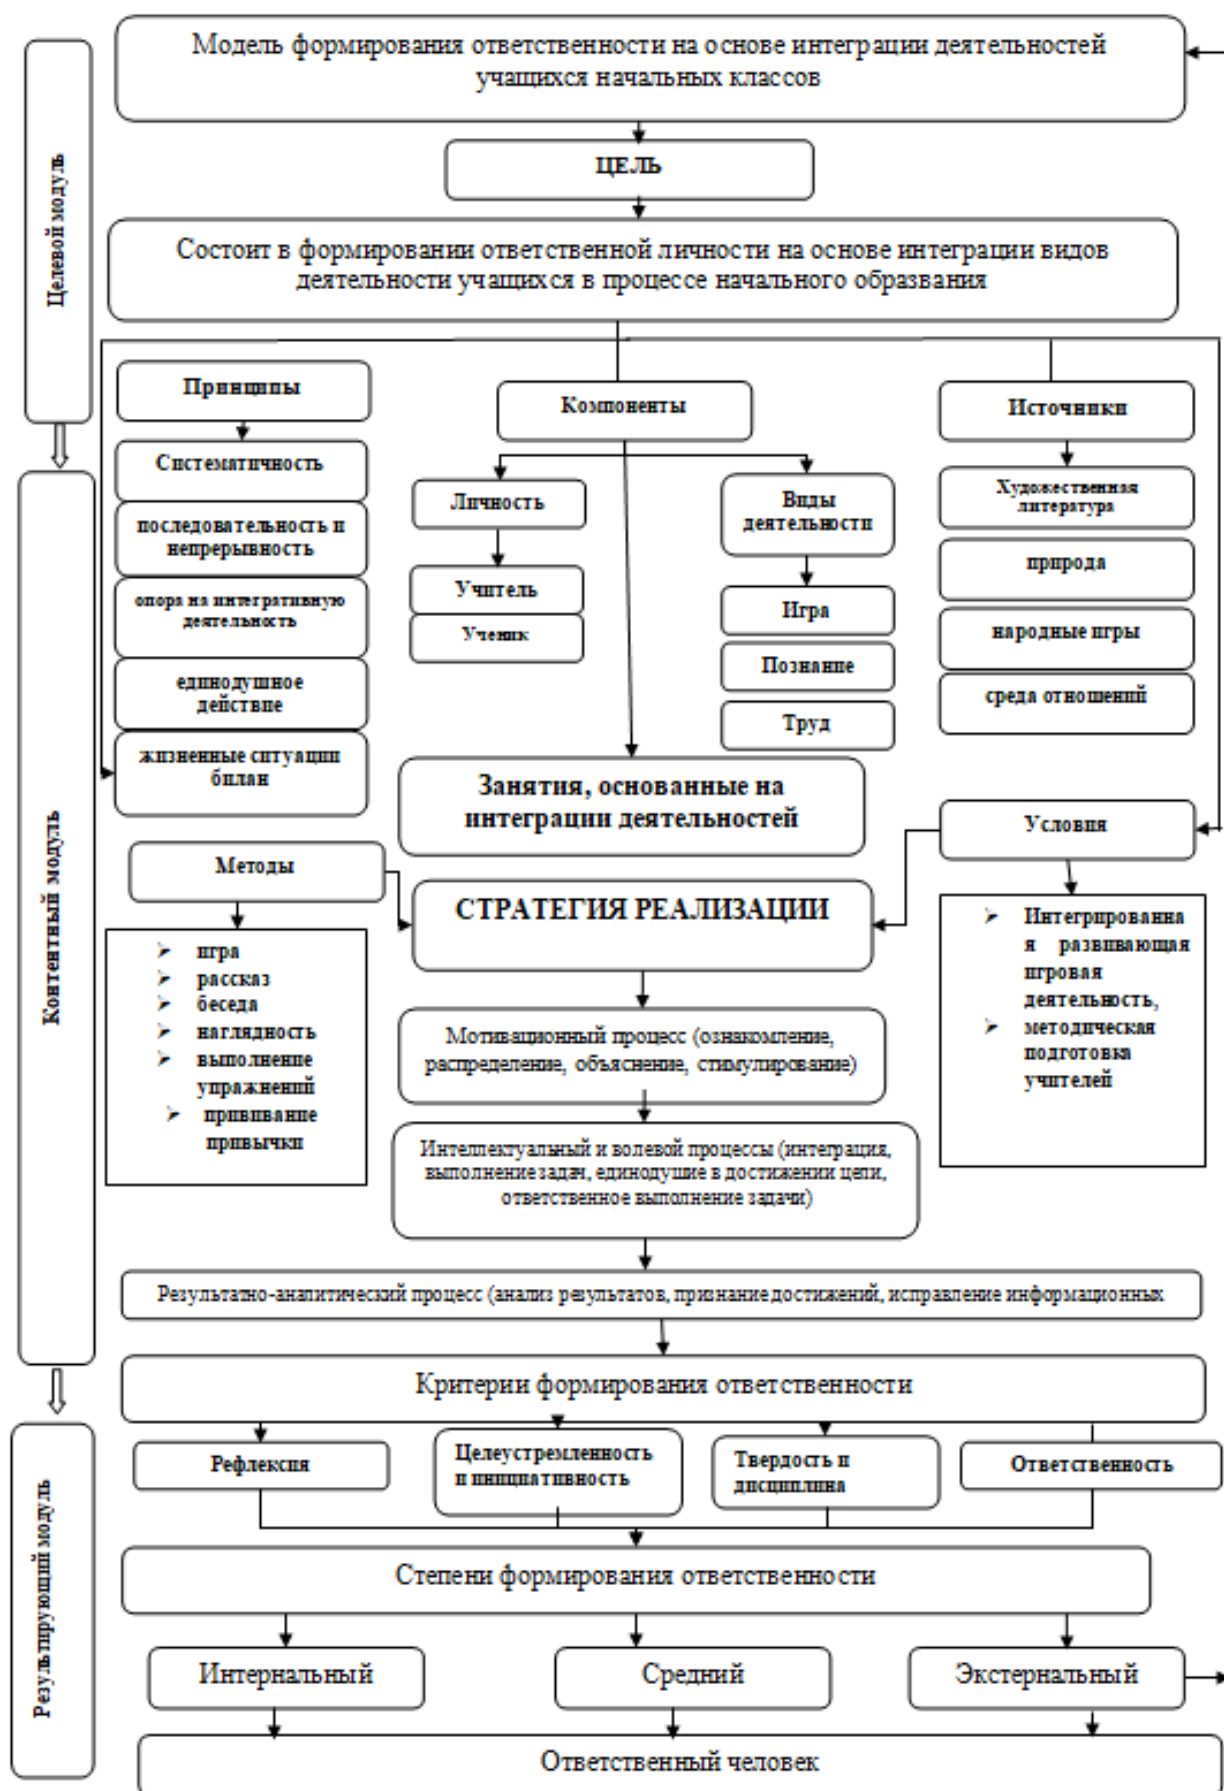 Модель формирования ответственности на основе интеграции деятельностей
учащихся начальных классов
ЦЕЛЬ
Состоит в формировании ответственной личности на основе интеграции видов
деятельности учащихся в процессе начального образвания
Целевой модуль
Принципы
Систематичность
последовательность и
непрерывность
опора на интегративную
деятельность
единодушное
действие
жизненные ситуации
билан
Компоненты
Личность
Учитель
Ученик
Виды
деятельности
Игра
Познание
Труд
Источники
Художественная
литература
природа
народные игры
среда отношений
Занятия, основанные на
интеграции деятельностей
Условия
Интегрированна
я развивающая
игровая
деятельность,
методическая
подготовка
учителей
Методы
игра
рассказ
беседа
наглядность
выполнение
упражнений
прививание
привычки
СТРАТЕГИЯ РЕАЛИЗАЦИИ
Мотивационный процесс (ознакомление,
распределение, объяснение, стимулирование)
Интеллектуальный и волевой процессы (интеграция,
выполнение задач, единодушие в достижении цели,
ответственное выполнение задачи)
Результатно-анапитический процесс (анализ результатов, признание достижений, исправление информационных
Контентный модуль
Критерии формирования ответственности
Рефлексия
Целеустремленность
и инициативность
Твердость и
дисциплина
Ответственность
Степени формирования ответственности
Интернальный
Средний
Экстернальный
Ответственный человек
Результирующий модуль